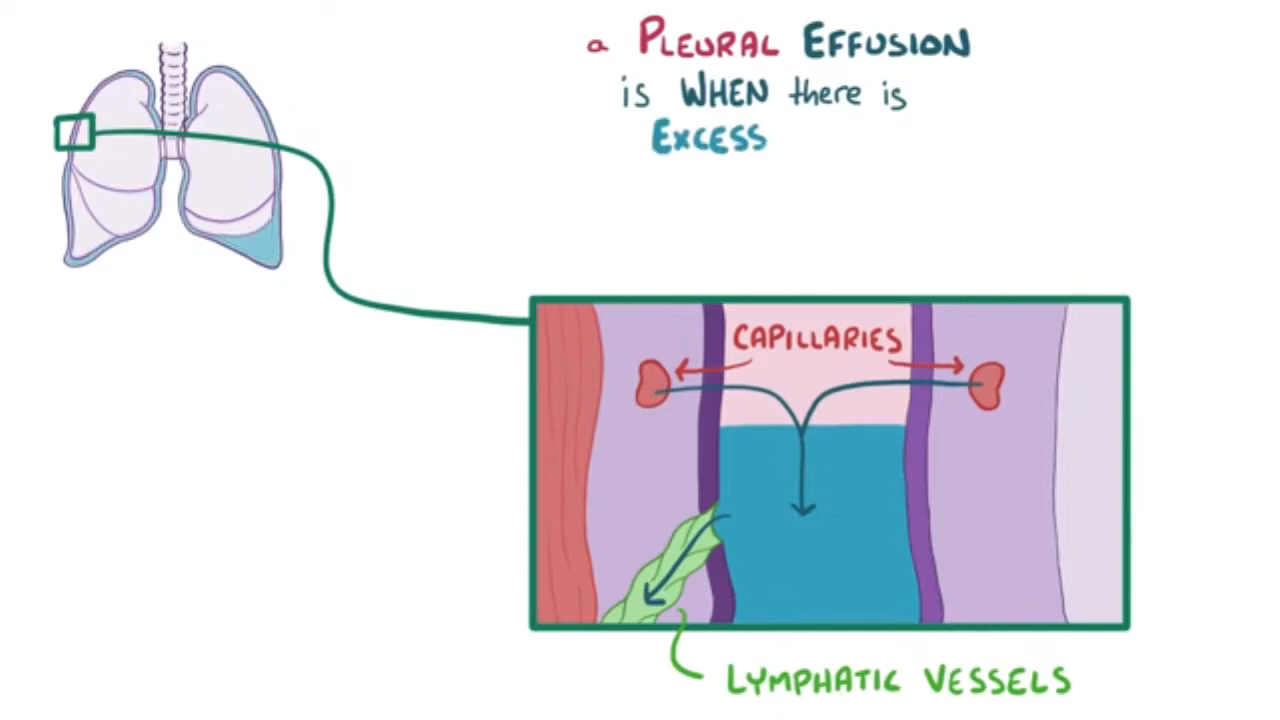 a PLEURAL EFFUSION
is WHEN there is
EXCESS
CAPILLARIES
LYMPHATIC VESSELS